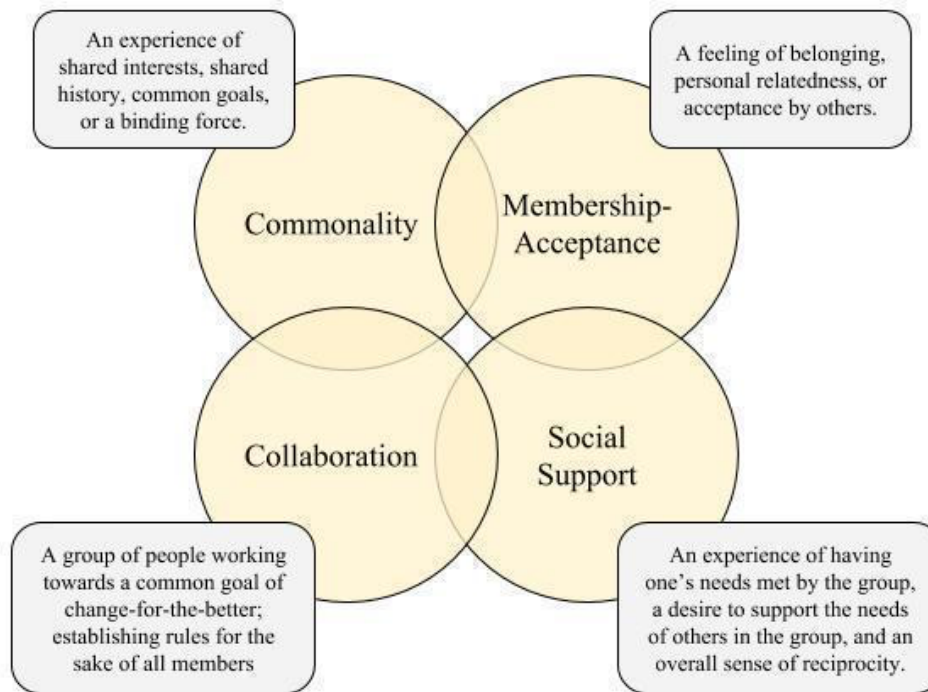 An experience of
shared interests, shared
history, common goals,
or a binding force.
A feeling of belonging,
personal relatedness, or
acceptance by others.
Commonality
Membership-
Acceptance
Collaboration
Social
Support
A group of people working
towards a common goal of
change-for-the-better;
establishing rules for the
sake of all members
An experience of having
one's needs met by the group,
a desire to support the needs
of others in the group, and an
overall sense of reciprocity.